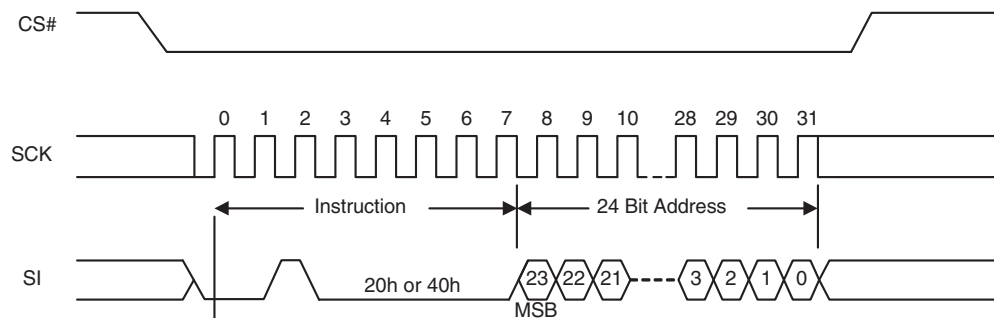 CS#
0 1 2 3 4 5 6 7 8 9 10 28 29 30 31
SCK
Instruction 24 Bit Address
SI 20h or 40h 23 22 21 3 2 1 0
MSB